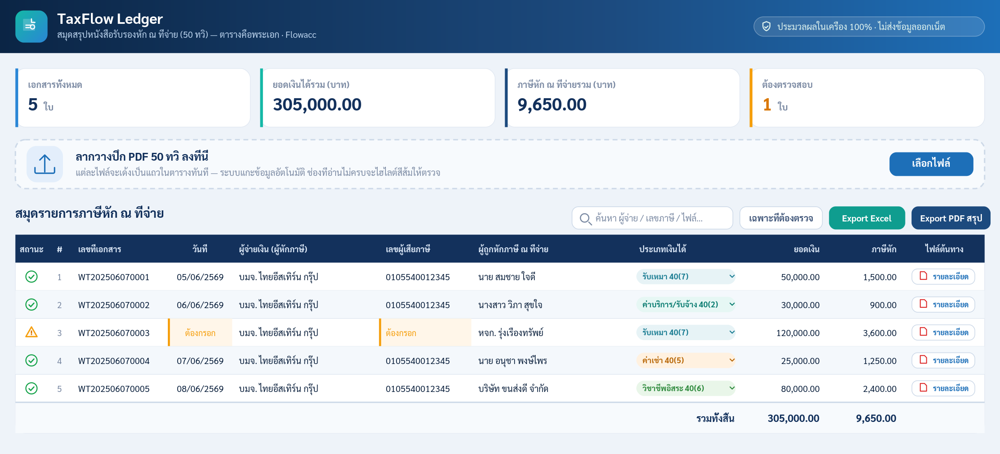 TaxFlow Ledger
สมุดสรุปหนังสือรับรองหัก ณ ที่จ่าย (50 ทวิ) — ตารางคือพระเอก · Flowacc
ประมวลผลในเครื่อง 100% · ไม่ส่งข้อมูลออกเน็ต
เอกสารทั้งหมด
5 ใบ
ยอดเงินได้รวม (บาท)
305,000.00
ภาษีหัก ณ ที่จ่ายรวม (บาท)
9,650.00
ต้องตรวจสอบ
1 ใบ
ลากวางปึก PDF 50 ทวิ ลงที่นี่
แต่ละไฟล์จะเด้งเป็นแถวในตารางทันที — ระบบแกะข้อมูลอัตโนมัติ ช่องที่อ่านไม่ครบจะไฮไลต์สีส้มให้ตรวจ
เลือกไฟล์
สมุดรายการภาษีหัก ณ ที่จ่าย
ค้นหา ผู้จ่าย / เลขภาษี / ไฟล์...
เฉพาะที่ต้องตรวจ
Export Excel
Export PDF สรุป
สถานะ # เลขที่เอกสาร วันที่ ผู้จ่ายเงิน (ผู้หักภาษี) เลขผู้เสียภาษี ผู้ถูกหักภาษี ณ ที่จ่าย ประเภทเงินได้ ยอดเงิน ภาษีหัก ไฟล์ต้นทาง
1 WT202506070001 05/06/2569 บมจ. ไทยอีสเทิร์น กรุ๊ป 0105540012345 นาย สมชาย ใจดี รับเหมา 40(7) 50,000.00 1,500.00 รายละเอียด
2 WT202506070002 06/06/2569 บมจ. ไทยอีสเทิร์น กรุ๊ป 0105540012345 นางสาว วิภา สุขใจ ค่าบริการ/รับจ้าง 40(2) 30,000.00 900.00 รายละเอียด
3 WT202506070003 ต้องกรอก บมจ. ไทยอีสเทิร์น กรุ๊ป ต้องกรอก หจก. รุ่งเรืองทรัพย์ รับเหมา 40(7) 120,000.00 3,600.00 รายละเอียด
4 WT202506070004 07/06/2569 บมจ. ไทยอีสเทิร์น กรุ๊ป 0105540012345 นาย อนุชา พงษ์ไพร ค่าเช่า 40(5) 25,000.00 1,250.00 รายละเอียด
5 WT202506070005 08/06/2569 บมจ. ไทยอีสเทิร์น กรุ๊ป 0105540012345 บริษัท ขนส่งดี จำกัด วิชาชีพอิสระ 40(6) 80,000.00 2,400.00 รายละเอียด
รวมทั้งสิ้น 305,000.00 9,650.00